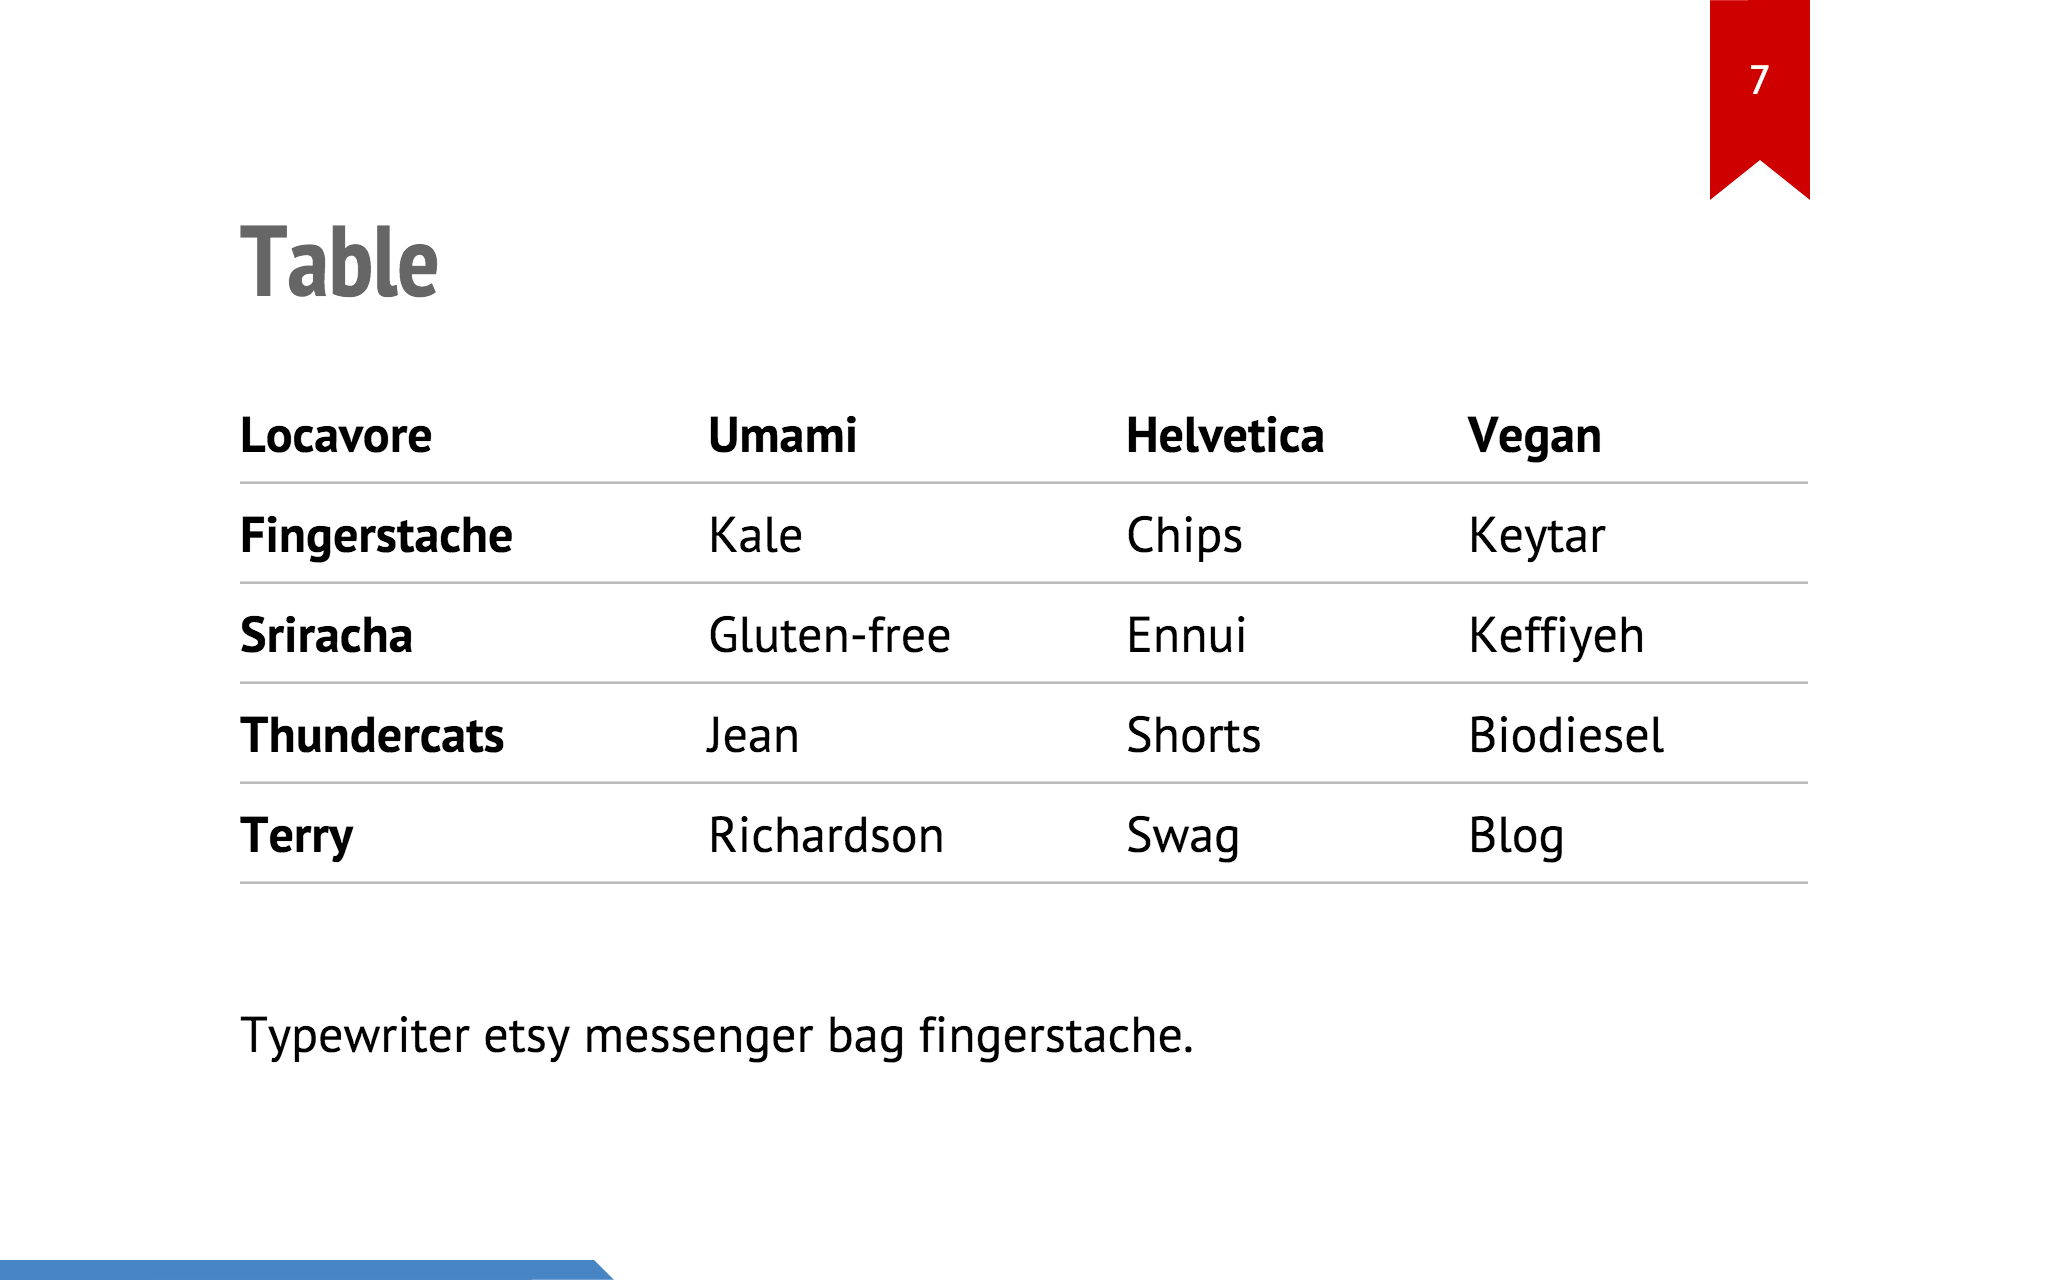 7
Table
Locavore Umami Helvetica Vegan
Fingerstache Kale Chips Keytar
Sriracha Gluten-free Ennui Keffiyeh
Thundercats Jean Shorts Biodiesel
Terry Richardson Swag Blog
Typewriter etsy messenger bag fingerstache.